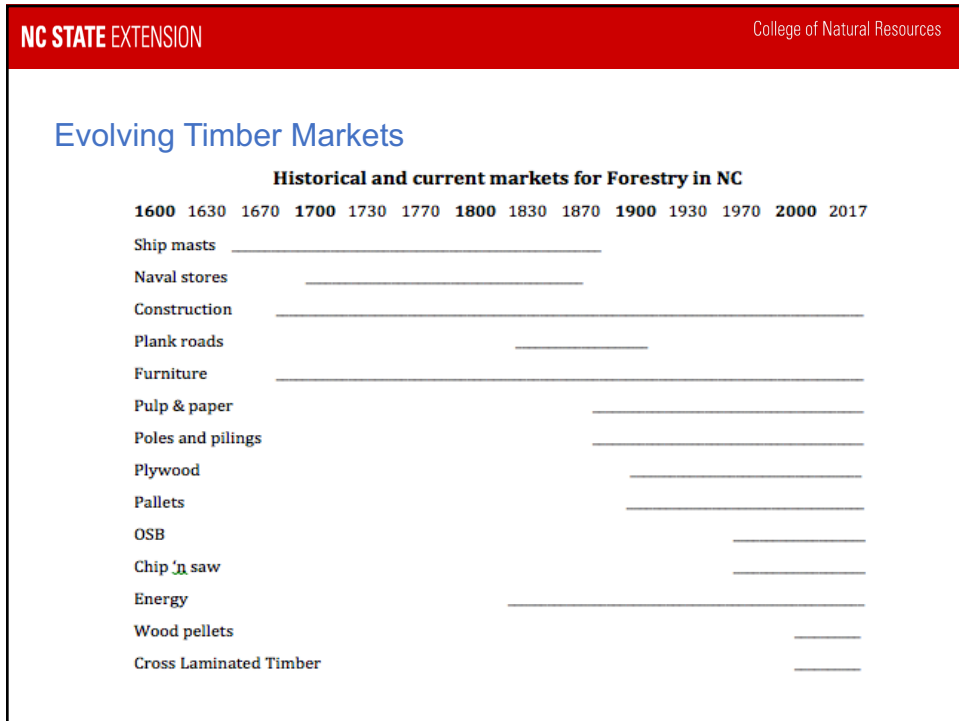 NC STATE EXTENSION
College of Natural Resources
Evolving Timber Markets
Historical and current markets for Forestry in NC
1600 1630 1670 1700 1730 1770 1800 1830 1870 1900 1930 1970 2000 2017
Ship masts
Naval stores
Construction
Plank roads
Furniture
Pulp & paper
Poles and pilings
Plywood
Pallets
OSB
Chip ‘n saw
Energy
Wood pellets
Cross Laminated Timber